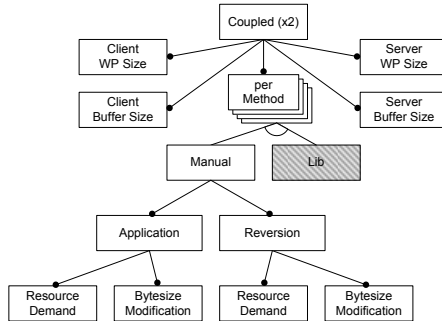 Coupled (x2)
Client
WP Size
Server
WP Size
per
Method
Client
Buffer Size
Server
Buffer Size
Manual
Lib
Application
Reversion
Resource
Demand
Bytesize
Modification
Resource
Demand
Bytesize
Modification